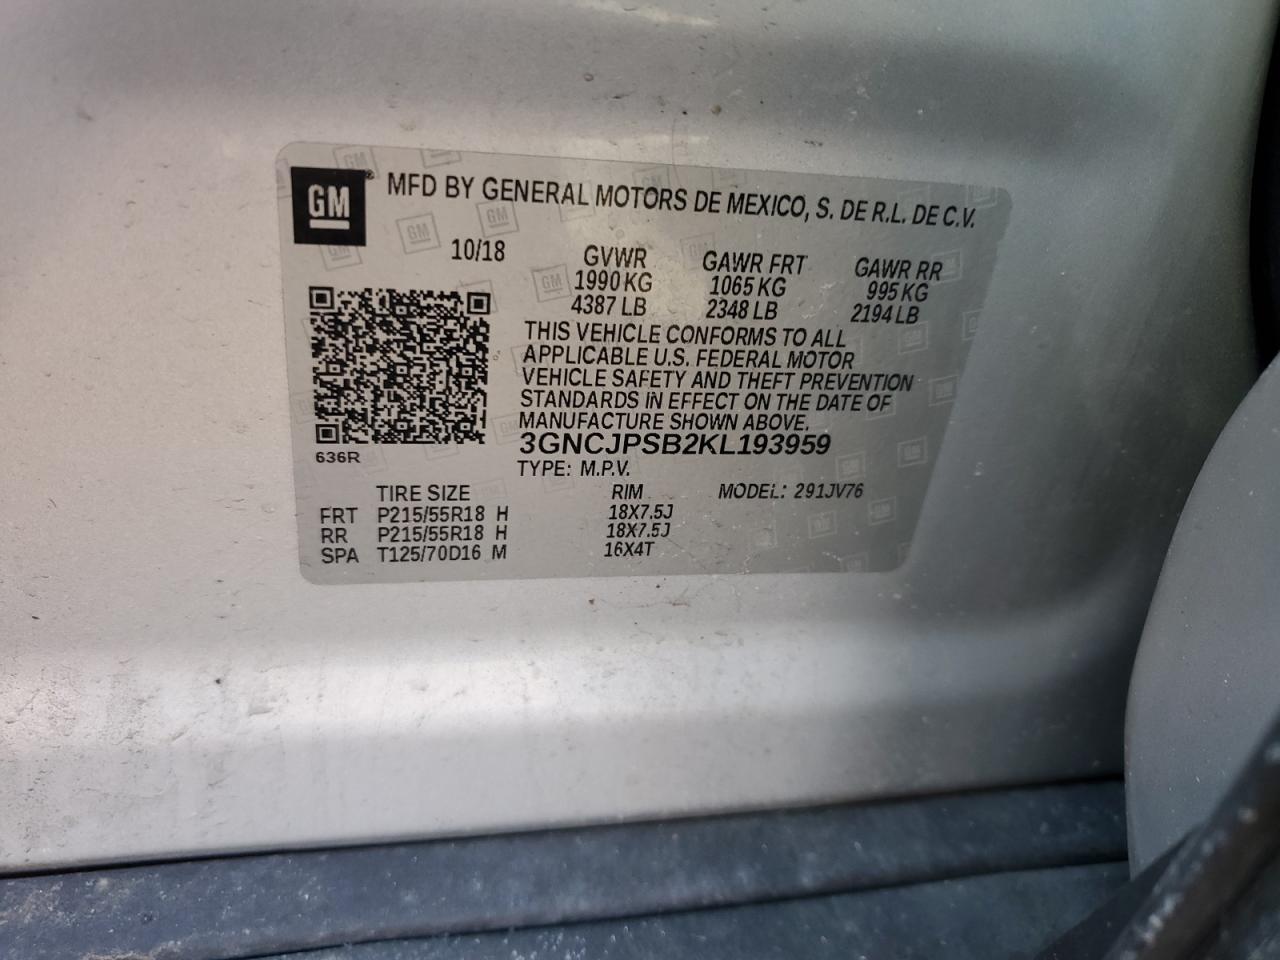 GM® MFD BY GENERAL MOTORS DE MEXICO, S. DE R.L. DE C.V.
10/18 GVWR GAWR FRT GAWR RR
1990 KG 1065 KG 995 KG
4387 LB 2348 LB 2194 LB
THIS VEHICLE CONFORMS TO ALL
APPLICABLE U.S. FEDERAL MOTOR
VEHICLE SAFETY AND THEFT PREVENTION
STANDARDS IN EFFECT ON THE DATE OF
MANUFACTURE SHOWN ABOVE.
3GNCJPSB2KL193959
636R
TYPE: M.P.V.
TIRE SIZE RIM MODEL: 291JV76
FRT P215/55R18 H 18X7.5J
RR P215/55R18 H 18X7.5J
SPA T125/70D16 M 16X4T